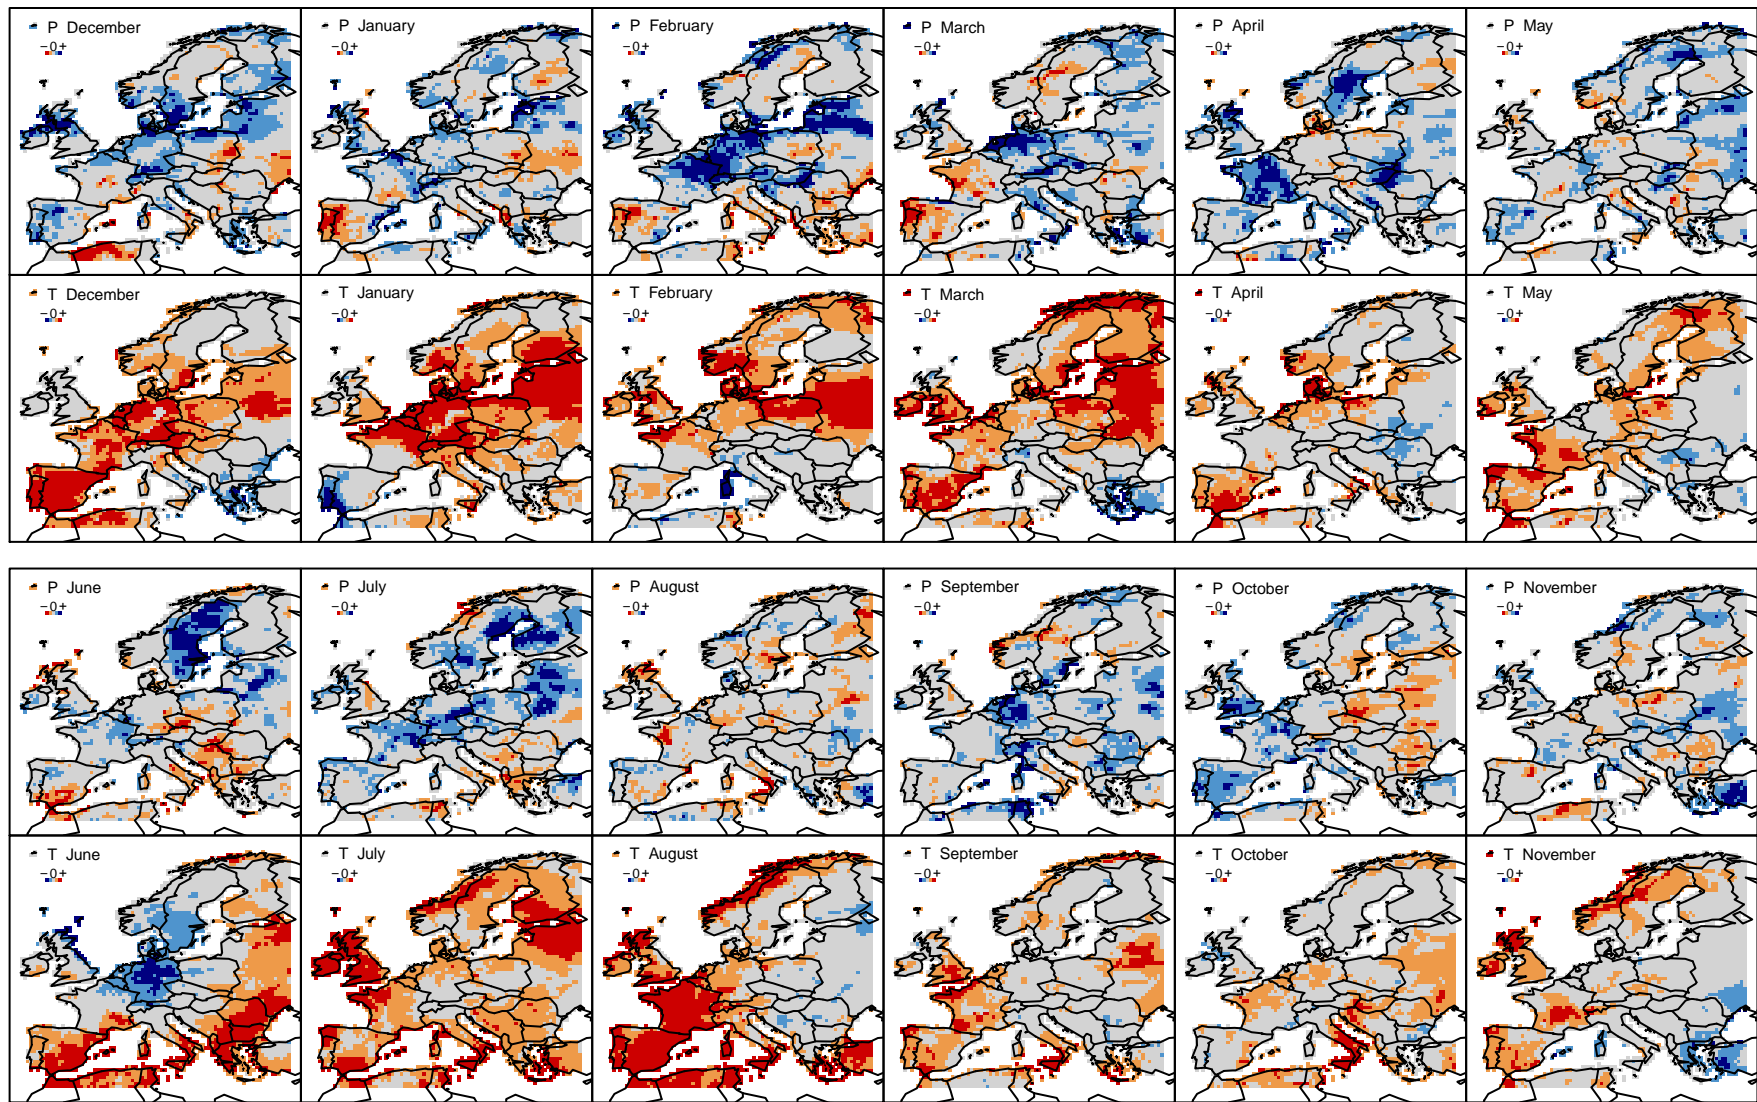 P December
− 0 +
P January
− 0 +
P February
− 0 +
P March
− 0 +
P April
− 0 +
P May
− 0 +
T December
− 0 +
T January
− 0 +
T February
− 0 +
T March
− 0 +
T April
− 0 +
T May
− 0 +
P June
− 0 +
P July
− 0 +
P August
− 0 +
P September
− 0 +
P October
− 0 +
P November
− 0 +
T June
− 0 +
T July
− 0 +
T August
− 0 +
T September
− 0 +
T October
− 0 +
T November
− 0 +